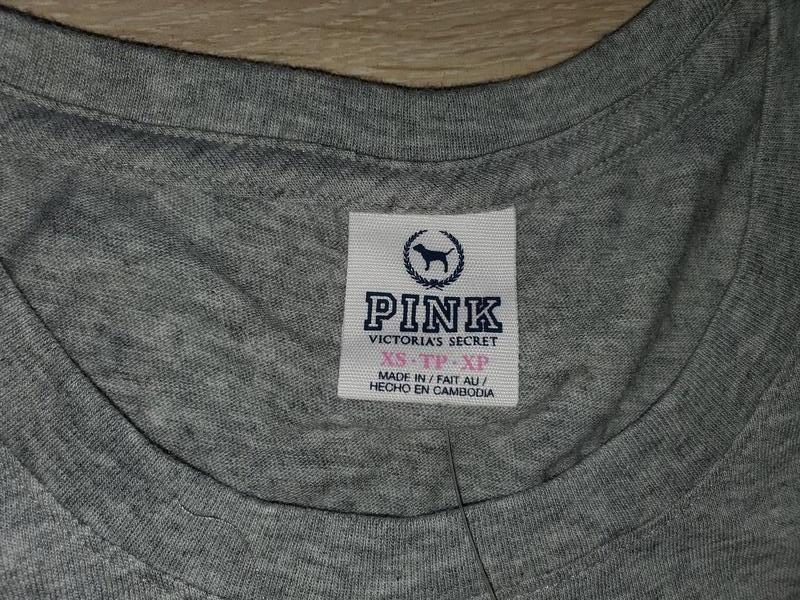 PINK
VICTORIA'S SECRET
XS · TP · XP
MADE IN / FAIT AU /
HECHO EN CAMBODIA